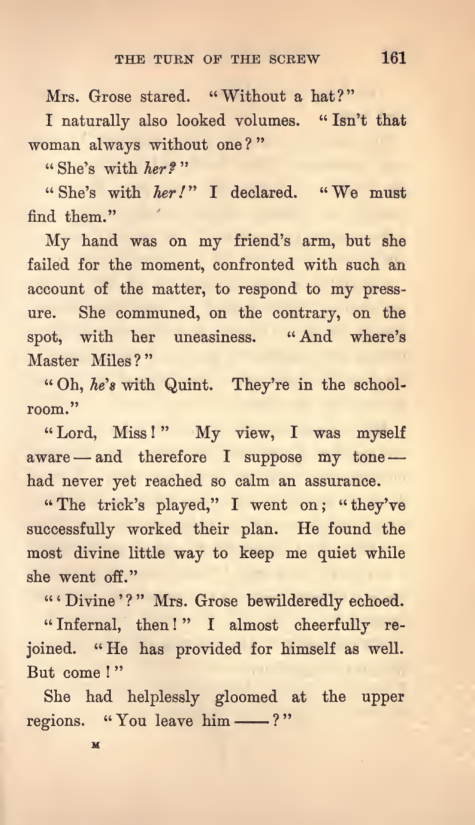 THE TURN OF THE SCREW 161
Mrs. Grose stared. “Without a hat?”
I naturally also looked volumes. “Isn't that
woman always without one?”
“She's with her?”
“She's with her!” I declared. “We must
find them.”
My hand was on my friend's arm, but she
failed for the moment, confronted with such an
account of the matter, to respond to my press-
ure. She communed, on the contrary, on the
spot, with her uneasiness. “And where's
Master Miles?”
“Oh, he's with Quint. They're in the school-
room.”
“Lord, Miss!” My view, I was myself
aware — and therefore I suppose my tone —
had never yet reached so calm an assurance.
“The trick's played,” I went on; “they've
successfully worked their plan. He found the
most divine little way to keep me quiet while
she went off.”
“‘Divine’?” Mrs. Grose bewilderedly echoed.
“Infernal, then!” I almost cheerfully re-
joined. “He has provided for himself as well.
But come!”
She had helplessly gloomed at the upper
regions. “You leave him ——?”
M